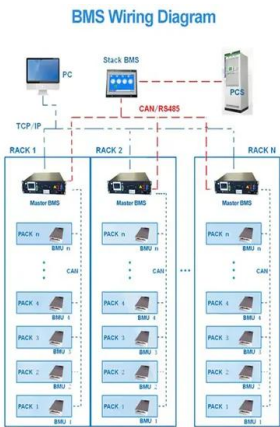 BMS Wiring Diagram
Stack BMS
PC
PCS
CAN/RS485
TCP/IP
RACK 1
RACK 2
RACK N
Master BMS
Master BMS
Master BMS
PACK n
PACK n
PACK n
BMU n
BMU n
BMU n
CAN
CAN
CAN
PACK 4
PACK 4
PACK 4
BMU 4
BMU 4
BMU 4
PACK 3
PACK 3
PACK 3
BMU 3
BMU 3
BMU 3
PACK 2
PACK 2
PACK 2
BMU 2
BMU 2
BMU 2
PACK 1
PACK 1
PACK 1
BMU 1
BMU 1
BMU 1